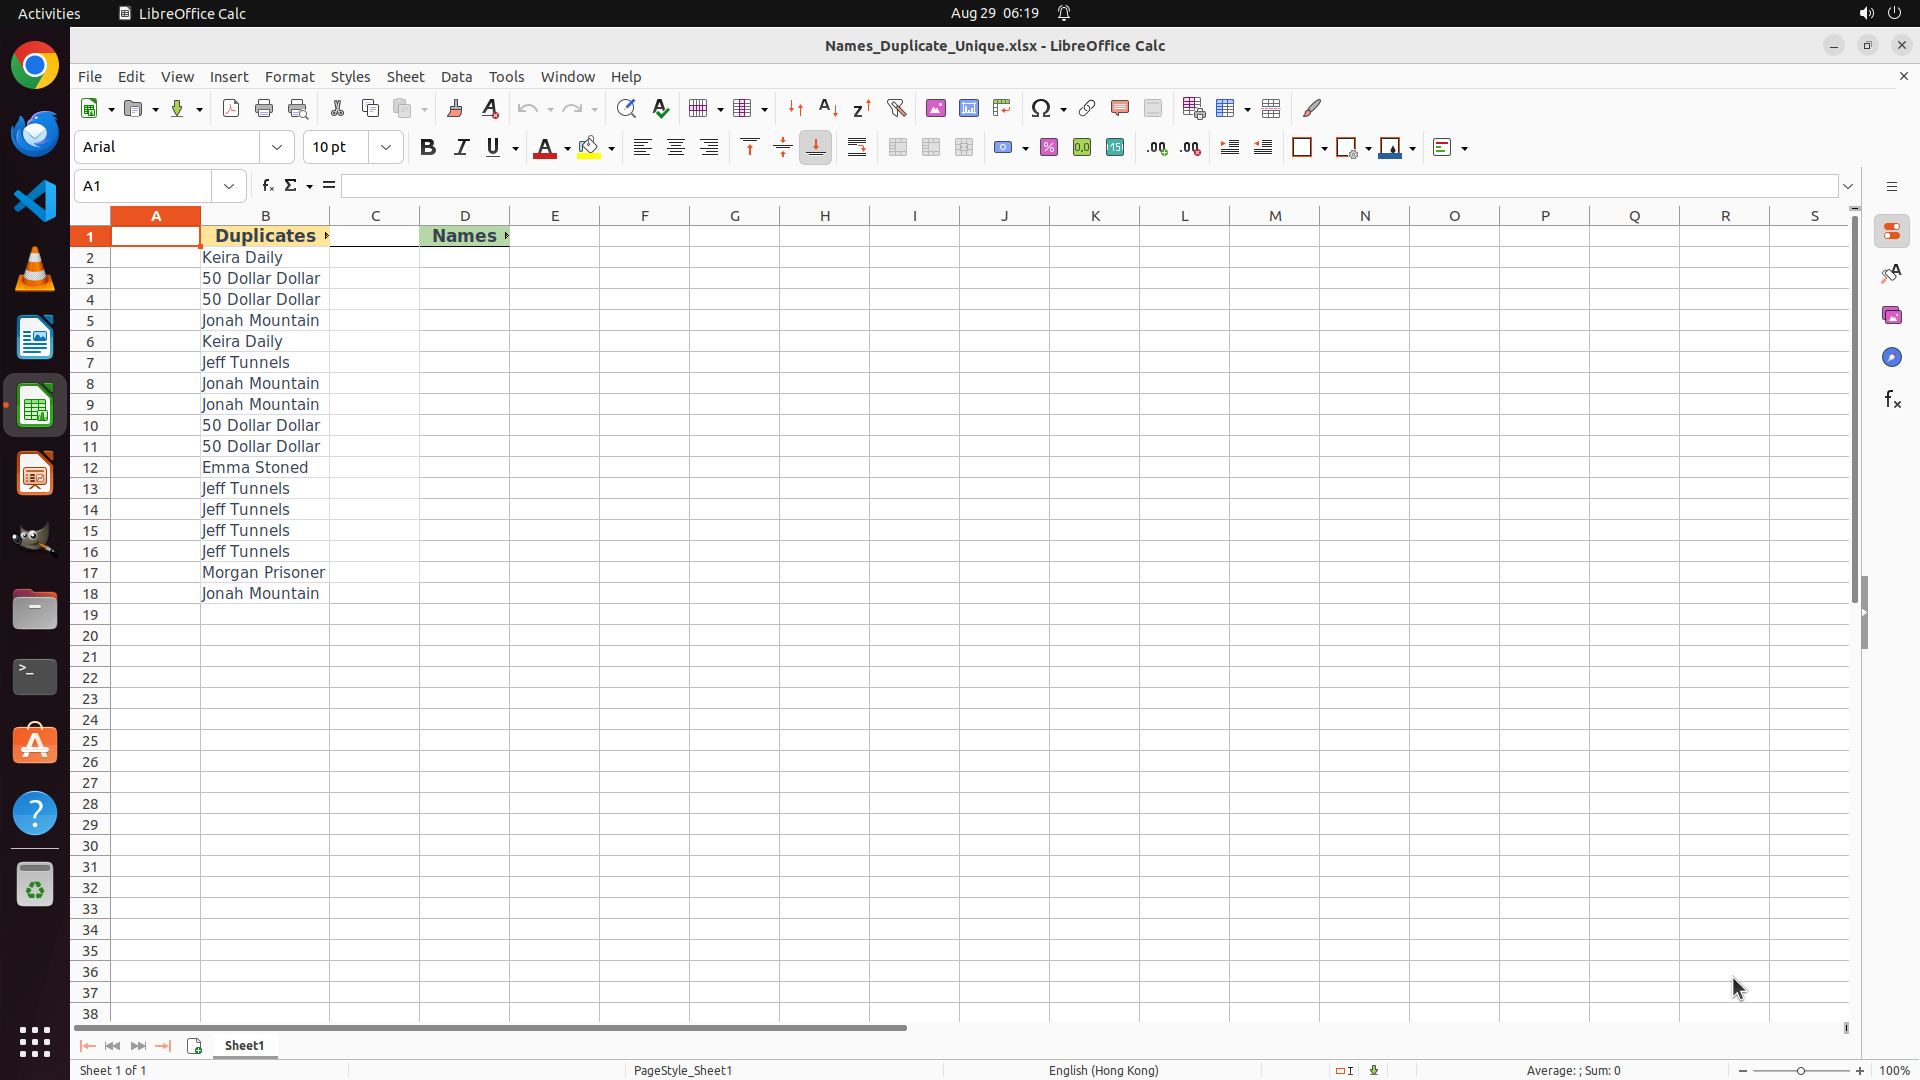 Activities
LibreOffice Calc
Aug 29 06:19
Names_Duplicate_Unique.xlsx - LibreOffice Calc
File Edit View Insert Format Styles Sheet Data Tools Window Help
Arial
10 pt
A1
A B C D E F G H I J K L M N O P Q R S
1 Duplicates Names
2 Keira Daily
3 50 Dollar Dollar
4 50 Dollar Dollar
5 Jonah Mountain
6 Keira Daily
7 Jeff Tunnels
8 Jonah Mountain
9 Jonah Mountain
10 50 Dollar Dollar
11 50 Dollar Dollar
12 Emma Stoned
13 Jeff Tunnels
14 Jeff Tunnels
15 Jeff Tunnels
16 Jeff Tunnels
17 Morgan Prisoner
18 Jonah Mountain
19
20
21
22
23
24
25
26
27
28
29
30
31
32
33
34
35
36
37
38
Sheet1
Sheet 1 of 1
PageStyle_Sheet1
English (Hong Kong)
Average: ; Sum: 0
100%